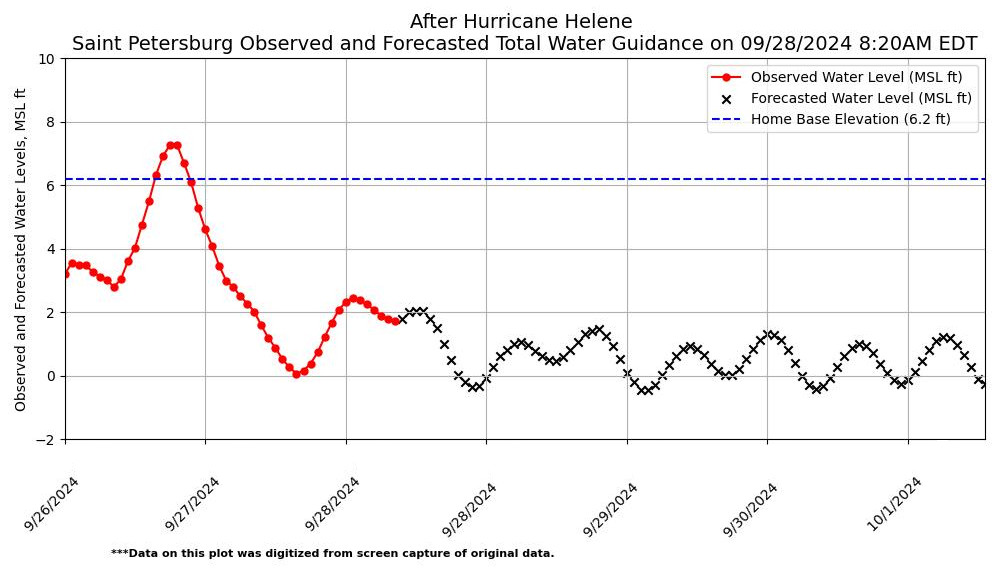 After Hurricane Helene
Saint Petersburg Observed and Forecasted Total Water Guidance on 09/28/2024 8:20AM EDT
Observed and Forecasted Water Levels, MSL ft
10
8
6
4
2
0
−2
Observed Water Level (MSL ft)
Forecasted Water Level (MSL ft)
Home Base Elevation (6.2 ft)
9/26/2024
9/27/2024
9/28/2024
9/28/2024
9/29/2024
9/30/2024
10/1/2024
***Data on this plot was digitized from screen capture of original data.